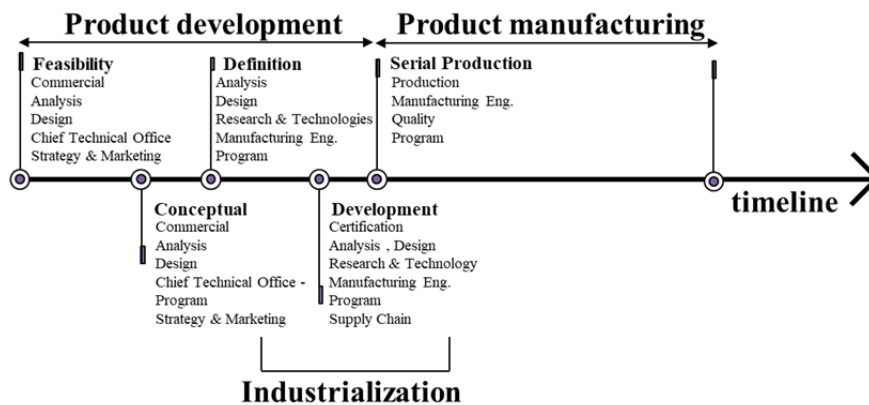 Product development
Product manufacturing
Feasibility
Commercial
Analysis
Design
Chief Technical Office
Strategy & Marketing
Definition
Analysis
Design
Research & Technologies
Manufacturing Eng.
Program
Serial Production
Production
Manufacturing Eng.
Quality
Program
timeline
Conceptual
Commercial
Analysis
Design
Chief Technical Office -
Program
Strategy & Marketing
Development
Certification
Analysis , Design
Research & Technology
Manufacturing Eng.
Program
Supply Chain
Industrialization